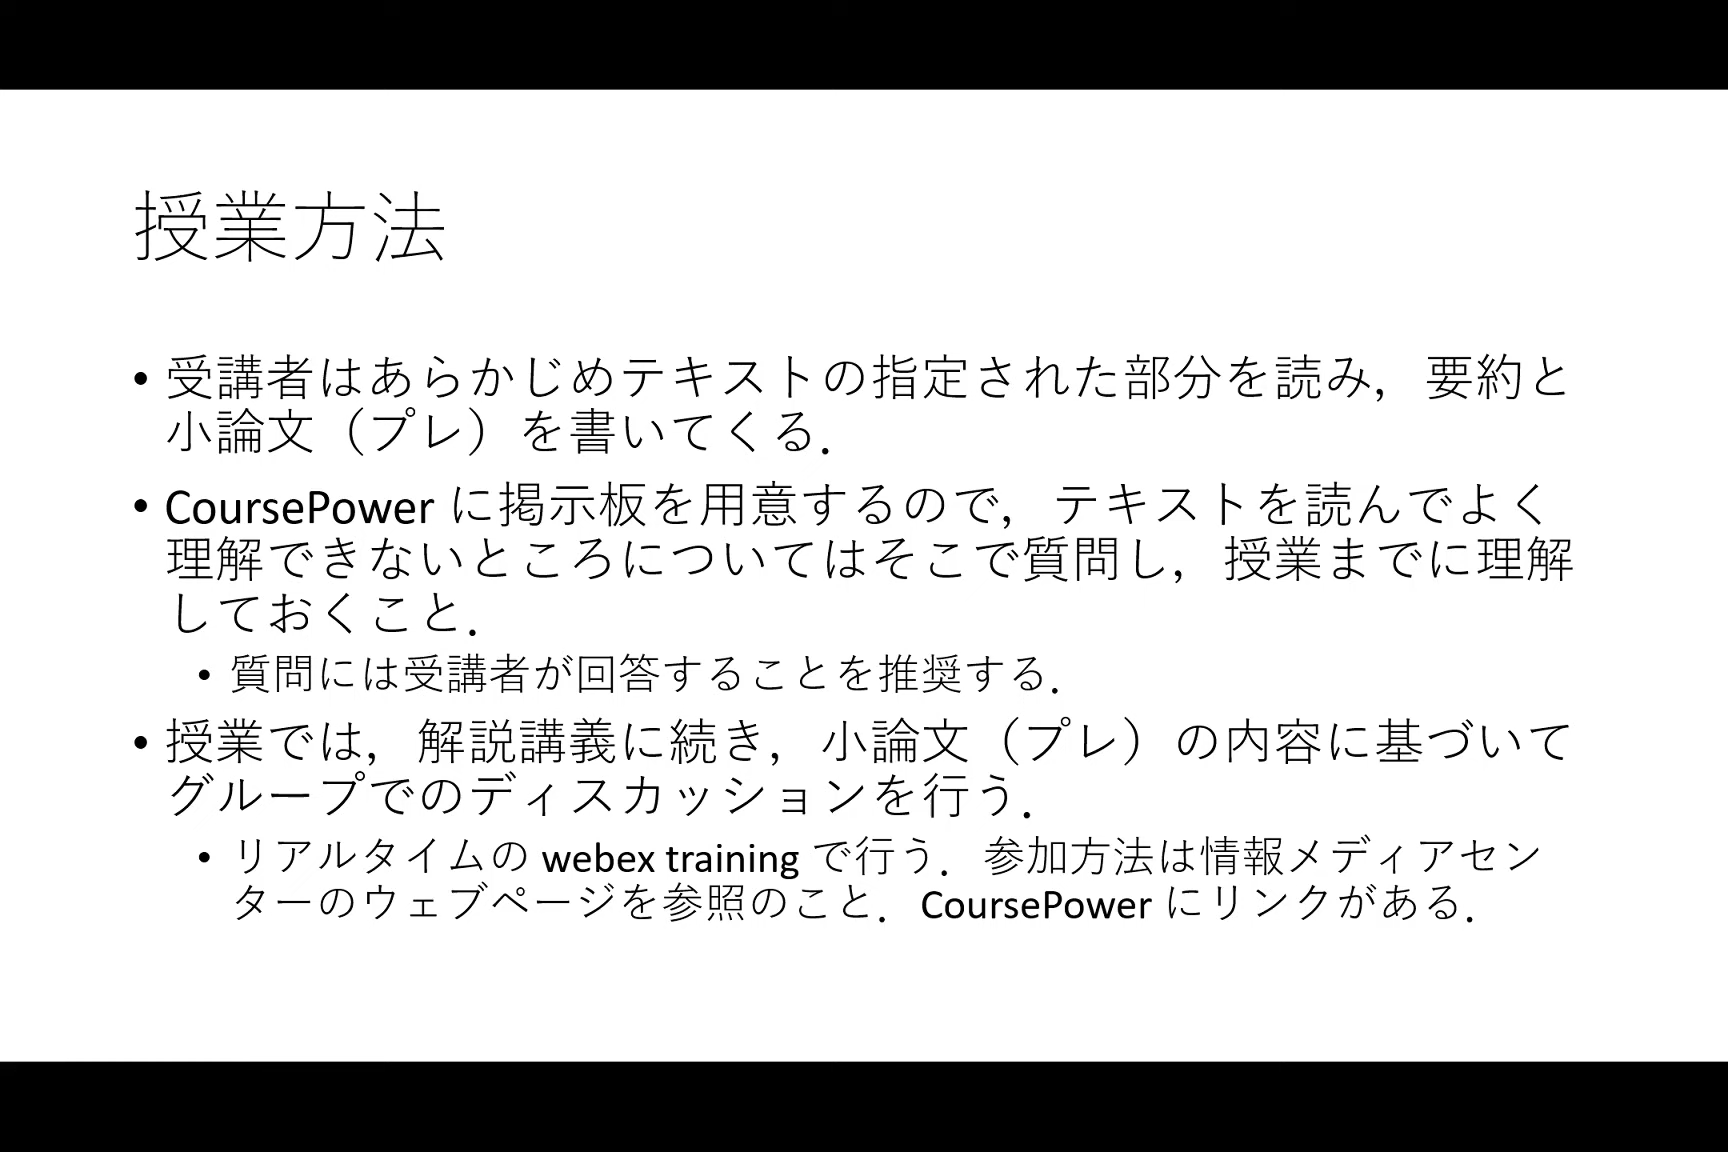 授業方法
• 受講者はあらかじめテキストの指定された部分を読み，要約と
小論文（プレ）を書いてくる．
• CoursePower に掲示板を用意するので，テキストを読んでよく
理解できないところについてはそこで質問し，授業までに理解
しておくこと．
• 質問には受講者が回答することを推奨する．
• 授業では，解説講義に続き，小論文（プレ）の内容に基づいて
グループでのディスカッションを行う．
• リアルタイムの webex training で行う．参加方法は情報メディアセン
ターのウェブページを参照のこと．CoursePower にリンクがある．